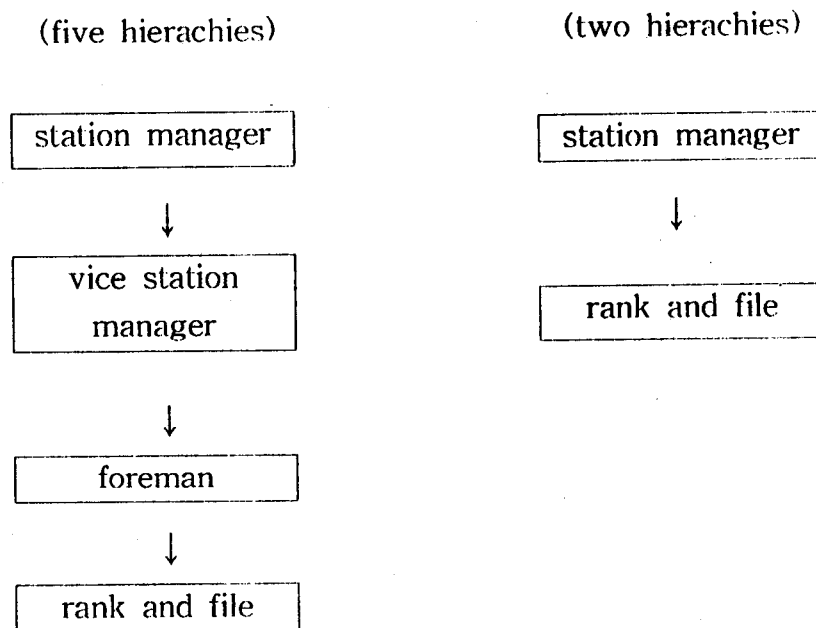 (five hierachies)
station manager
↓
vice station
manager
↓
foreman
↓
rank and file
(two hierachies)
station manager
↓
rank and file